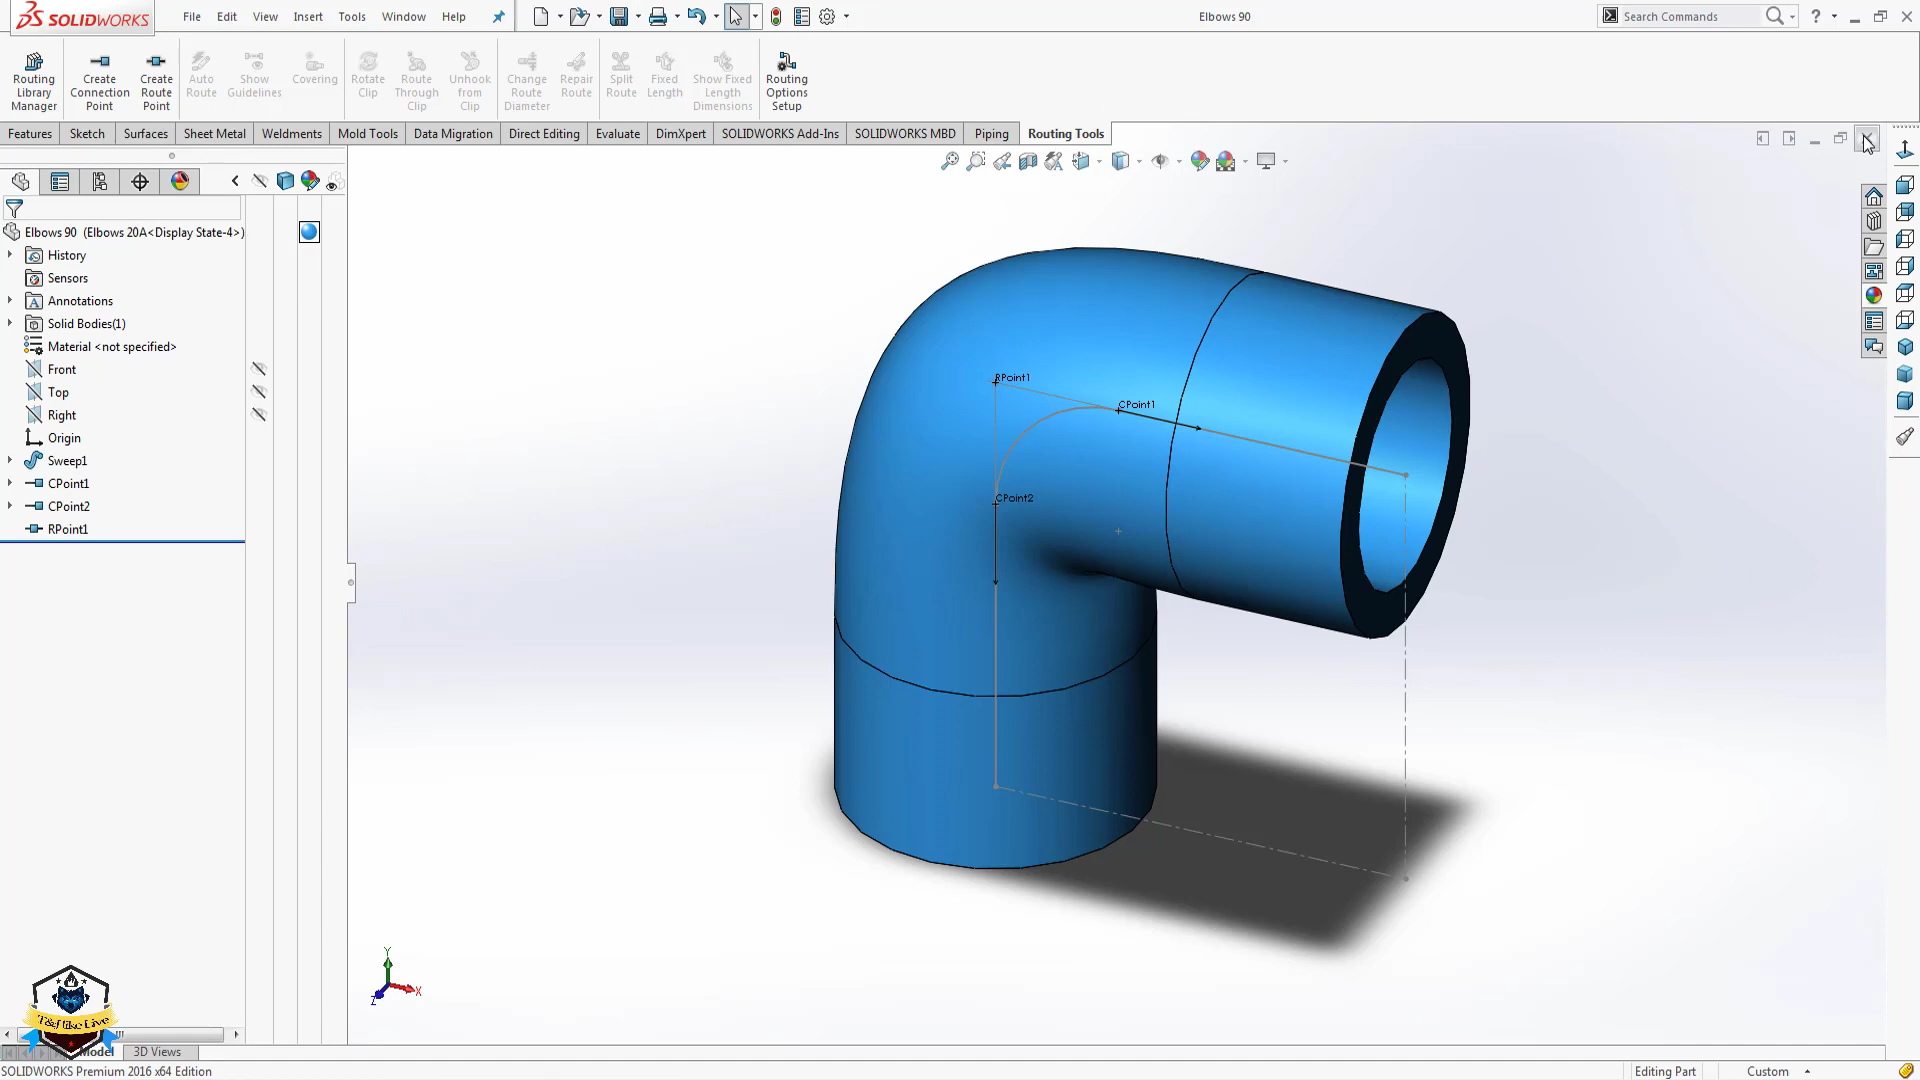 SOLIDWORKS
File Edit View Insert Tools Window Help
Elbows 90
Search Commands
Routing Library Manager
Create Connection Point
Create Route Point
Auto Route
Show Guidelines
Covering
Rotate Clip
Route Through Clip
Unhook from Clip
Change Route Diameter
Repair Route
Split Route
Fixed Length
Show Fixed Length Dimensions
Routing Options Setup
Features Sketch Surfaces Sheet Metal Weldments Mold Tools Data Migration Direct Editing Evaluate DimXpert SOLIDWORKS Add-Ins SOLIDWORKS MBD Piping Routing Tools
Elbows 90 (Elbows 20A<Display State-4>)
History
Sensors
Annotations
Solid Bodies(1)
Material <not specified>
Front
Top
Right
Origin
Sweep1
CPoint1
CPoint2
RPoint1
RPoint1
CPoint1
CPoint2
Y
X
Z
T&f like Live
Model 3D Views
SOLIDWORKS Premium 2016 x64 Edition
Editing Part
Custom